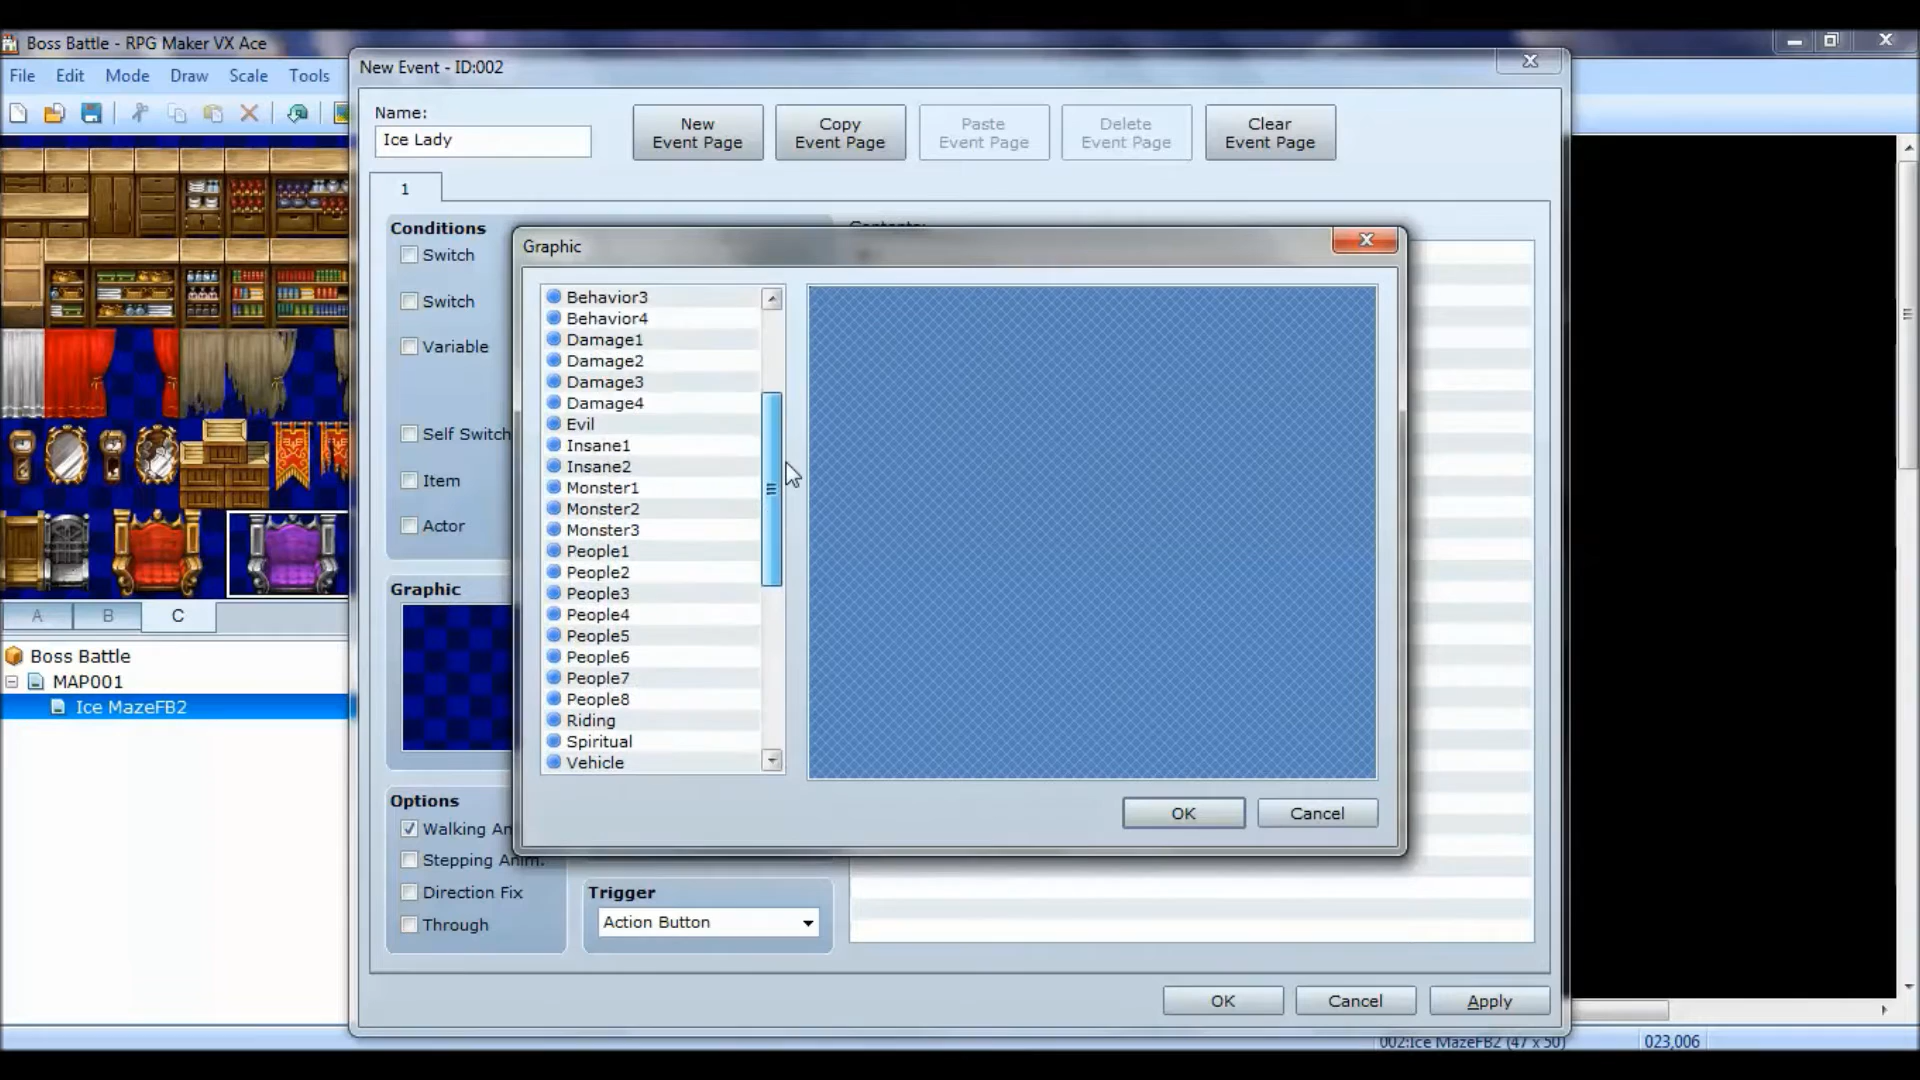 Boss Battle - RPG Maker VX Ace
File Edit Mode Draw Scale Tools
New Event - ID:002
Name:
Ice Lady
New
Event Page
Copy
Event Page
Paste
Event Page
Delete
Event Page
Clear
Event Page
1
Conditions
Switch
Switch
Variable
Self Switch
Item
Actor
Graphic
Options
Walking An
Stepping Anim.
Direction Fix
Through
Trigger
Action Button
Contents:
Graphic
Behavior3
Behavior4
Damage1
Damage2
Damage3
Damage4
Evil
Insane1
Insane2
Monster1
Monster2
Monster3
People1
People2
People3
People4
People5
People6
People7
People8
Riding
Spiritual
Vehicle
OK
Cancel
A B C
Boss Battle
MAP001
Ice MazeFB2
OK Cancel Apply
002:Ice MazeFB2 (47 x 50)
023,006